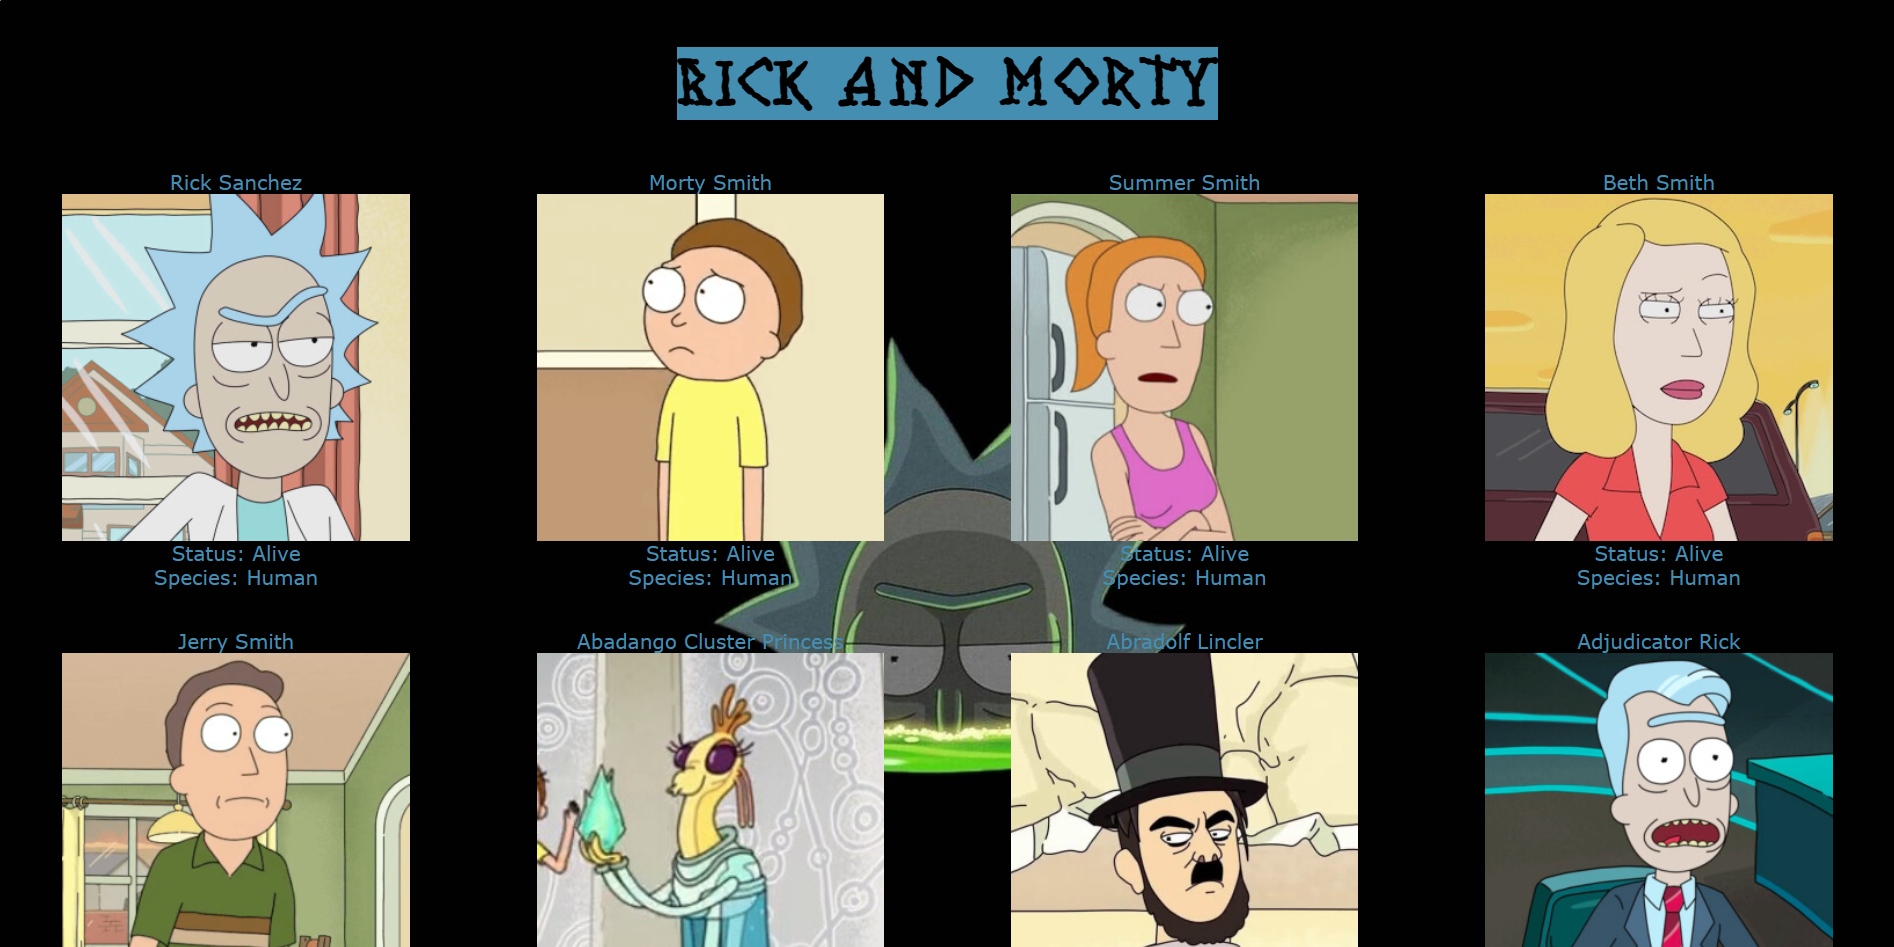 RICK AND MORTY
Rick Sanchez
Morty Smith
Summer Smith
Beth Smith
Status: Alive
Species: Human
Status: Alive
Species: Human
Status: Alive
Species: Human
Status: Alive
Species: Human
Jerry Smith
Abadango Cluster Princess
Abradolf Lincler
Adjudicator Rick